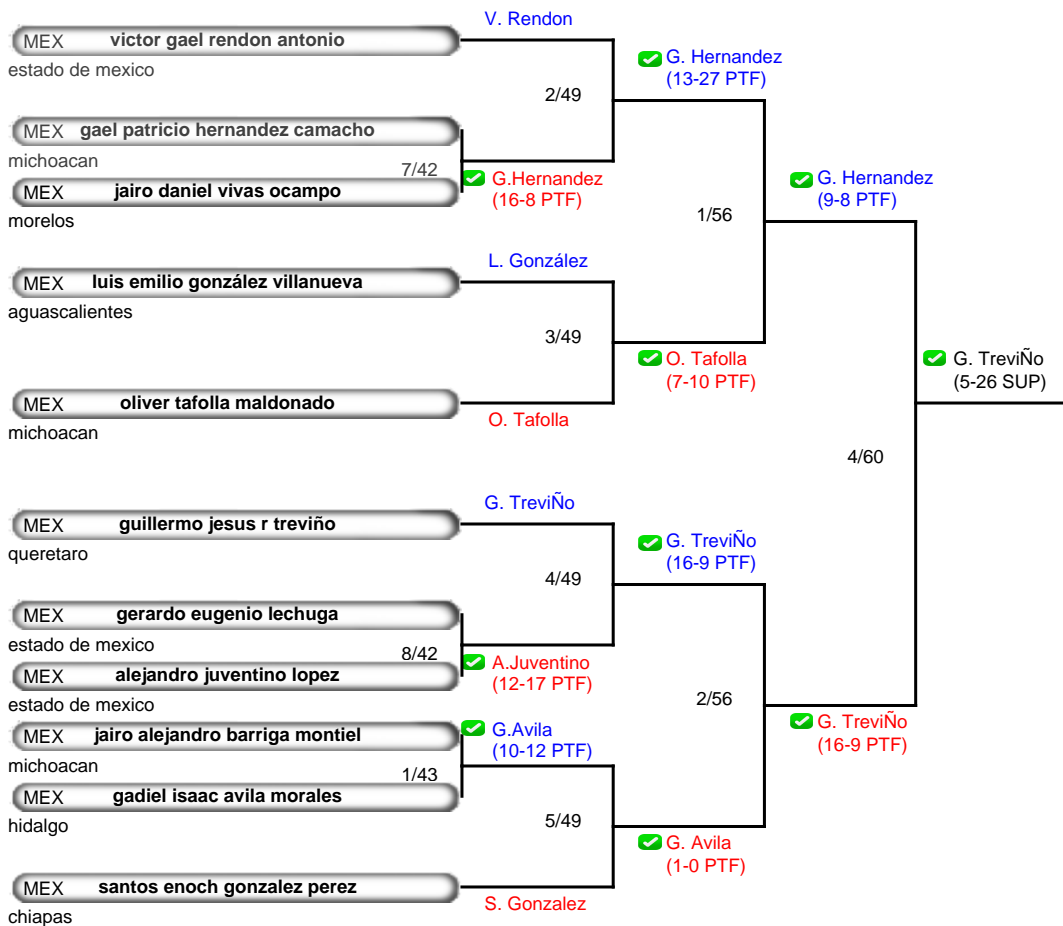 V. Rendon
MEX victor gael rendon antonio
estado de mexico
G. Hernandez
(13-27 PTF)
2/49
MEX gael patricio hernandez camacho
michoacan
7/42
G.Hernandez
(16-8 PTF)
MEX jairo daniel vivas ocampo
morelos
G. Hernandez
(9-8 PTF)
1/56
L. González
MEX luis emilio gonzález villanueva
aguascalientes
3/49
O. Tafolla
(7-10 PTF)
G. TreviÑo
(5-26 SUP)
MEX oliver tafolla maldonado
michoacan
O. Tafolla
4/60
G. TreviÑo
MEX guillermo jesus r treviño
queretaro
G. TreviÑo
(16-9 PTF)
4/49
MEX gerardo eugenio lechuga
estado de mexico
8/42
A.Juventino
(12-17 PTF)
MEX alejandro juventino lopez
estado de mexico
2/56
G. TreviÑo
(16-9 PTF)
MEX jairo alejandro barriga montiel
michoacan
G.Avila
(10-12 PTF)
1/43
MEX gadiel isaac avila morales
hidalgo
5/49
G. Avila
(1-0 PTF)
MEX santos enoch gonzalez perez
chiapas
S. Gonzalez